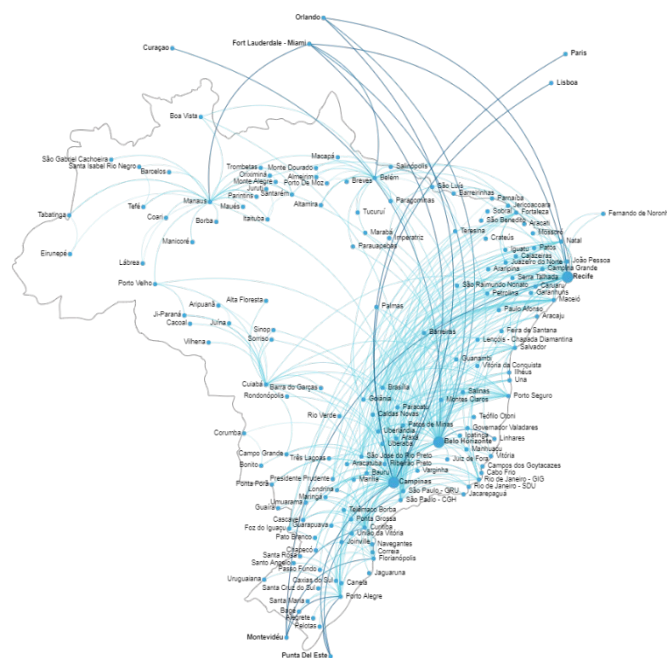 Orlando
Fort Lauderdale - Miami
Curaçao
Paris
Lisboa
Boa Vista
Macapá
Salinópolis
São Gabriel Cachoeira
Santa Isabel Rio Negro
Barcelos
Trombetas
Monte Dourado
Oriximiná
Almeirim
Monte Alegre
Porto De Moz
Juruti
Breves
Belém
São Luís
Barreirinhas
Parnaíba
Jericoacoara
Manaus
Parintins
Santarém
Maués
Altamira
Paragominas
Sobral
Fortaleza
Fernando de Noronh
Tabatinga
Tefé
Coari
Borba
Itaituba
Tucuruí
São Benedito
Aracati
Manicoré
Marabá
Imperatriz
Teresina
Mossoró
Crateús
Natal
Parauapebas
Iguatu
Patos
Eirunepé
Lábrea
Cajazeiras
Juazeiro do Norte
João Pessoa
Araripina
Campina Grande
Serra Talhada
Recife
Porto Velho
São Raimundo Nonato
Caruaru
Petrolina
Garanhuns
Maceió
Aripuanã
Alta Floresta
Palmas
Paulo Afonso
Ji-Paraná
Aracaju
Cacoal
Juína
Sinop
Barreiras
Feira de Santana
Vilhena
Sorriso
Lençóis - Chapada Diamantina
Salvador
Guanambi
Vitória da Conquista
Ilhéus
Una
Cuiabá
Barra do Garças
Brasília
Salinas
Rondonópolis
Goiânia
Montes Claros
Porto Seguro
Paracatu
Rio Verde
Caldas Novas
Teófilo Otoni
Patos de Minas
Uberlândia
Governador Valadares
Corumba
Araxá
Ipatinga
Uberaba
Belo Horizonte
Linhares
Manhuaçu
Campo Grande
Três Lagoas
São José do Rio Preto
Vitória
Bonito
Aracatuba
Ribeirão Preto
Juiz de Fora
Bauru
Varginha
Campos dos Goytacazes
Cabo Frio
Ponta Porã
Presidente Prudente
Marília
Campinas
Rio de Janeiro - GIG
Rio de Janeiro - SDU
Londrina
São Paulo - GRU
Jacarepaguá
Umuarama
Maringá
São Paulo - CGH
Guaíra
Telêmaco Borba
Cascavel
Ponta Grossa
Foz do Iguaçu
Guarapuava
Curitiba
Pato Branco
União da Vitória
Joinville
Navegantes
Chapecó
Correia
Santa Rosa
Florianópolis
Santo Angelo
Passo Fundo
Jaguaruna
Uruguaiana
Caxias do Sul
Canela
Santa Cruz do Sul
Porto Alegre
Santa Maria
Bagé
Alegrete
Pelotas
Montevidéu
Punta Del Este